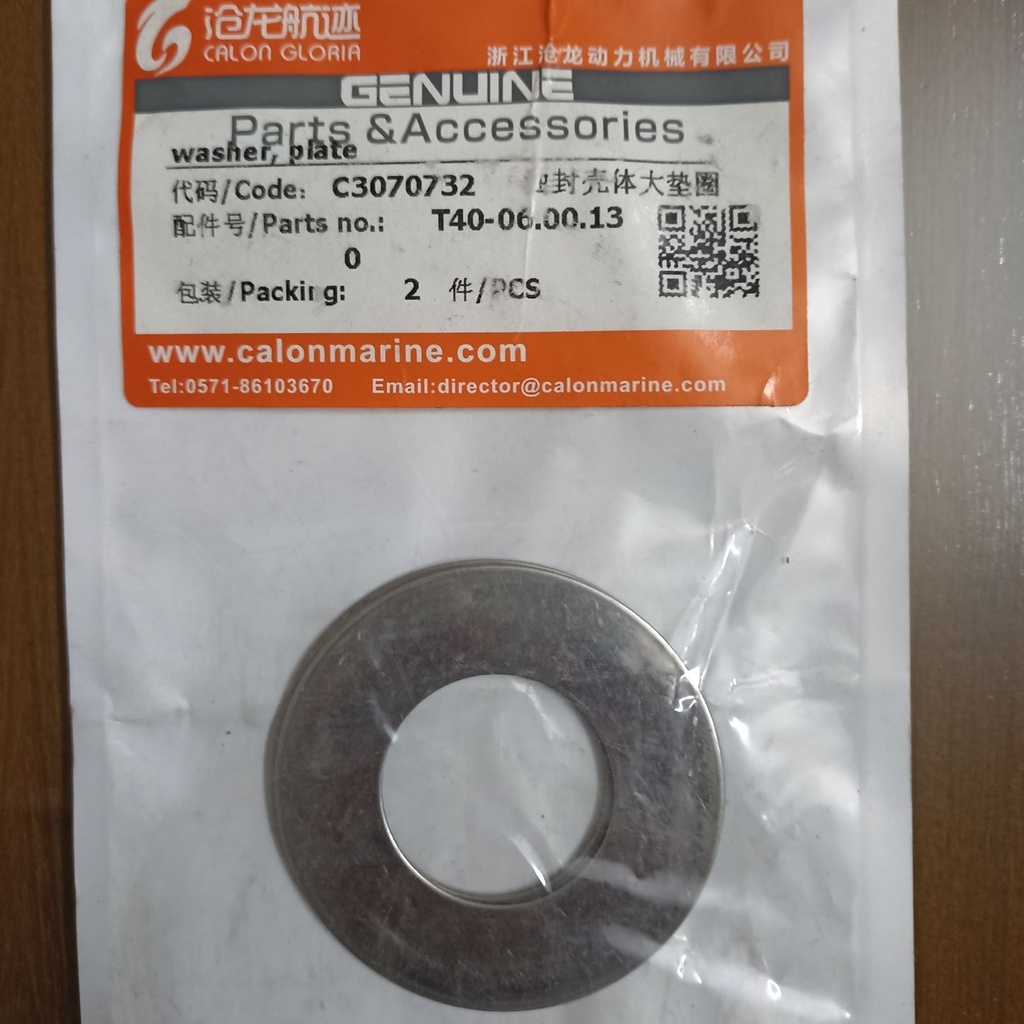 沧龙航迹
CALON GLORIA
浙江沧龙动力机械有限公司
GENUINE
Parts &Accessories
washer, plate
代码/Code: C3070732 封壳体大垫圈
配件号/Parts no.: T40-06.00.13
0
包装/Packing: 2 件/PCS
www.calonmarine.com
Tel:0571-86103670 Email:director@calonmarine.com